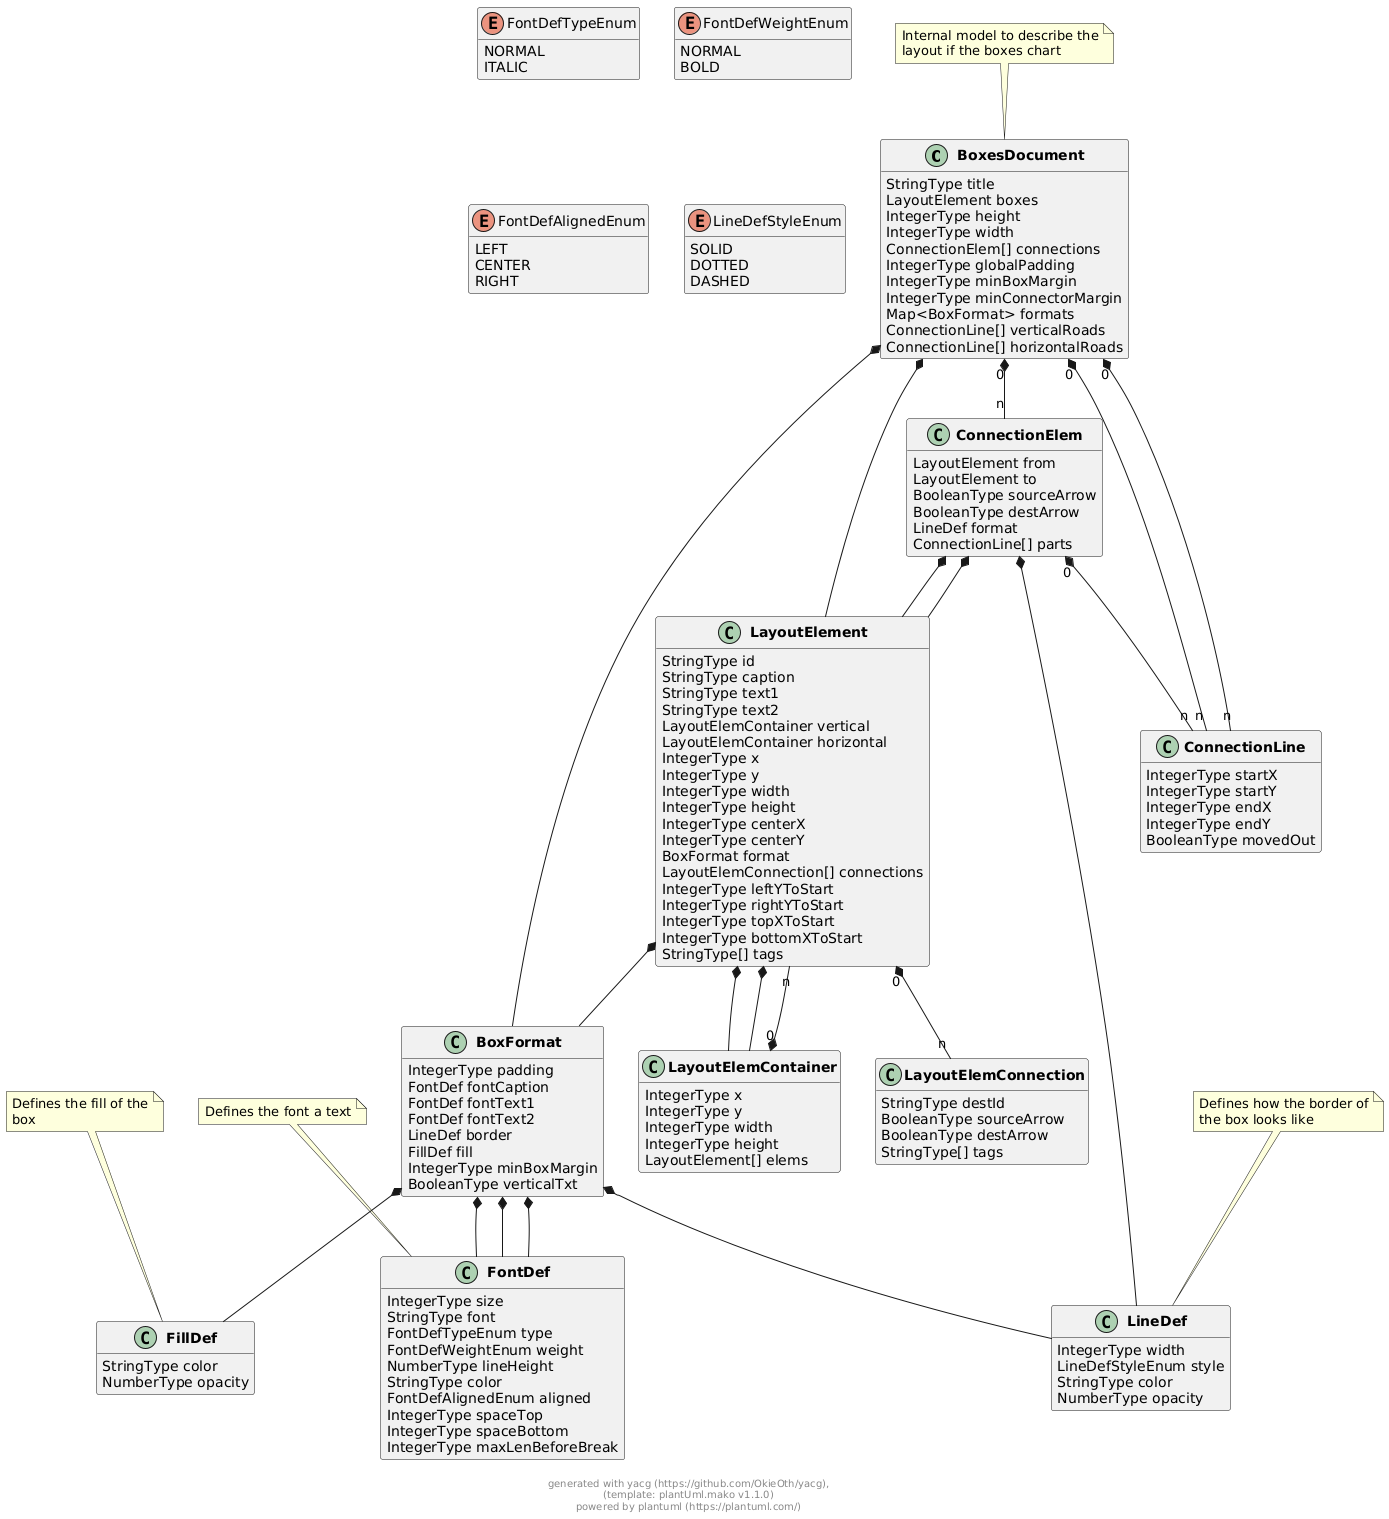 E FontDefTypeEnum
NORMAL
ITALIC
E FontDefWeightEnum
NORMAL
BOLD
Internal model to describe the
layout if the boxes chart
C BoxesDocument
StringType title
LayoutElement boxes
IntegerType height
IntegerType width
ConnectionElem[] connections
IntegerType globalPadding
IntegerType minBoxMargin
IntegerType minConnectorMargin
Map<BoxFormat> formats
ConnectionLine[] verticalRoads
ConnectionLine[] horizontalRoads
E FontDefAlignedEnum
LEFT
CENTER
RIGHT
E LineDefStyleEnum
SOLID
DOTTED
DASHED
0
0
0
n
C ConnectionElem
LayoutElement from
LayoutElement to
BooleanType sourceArrow
BooleanType destArrow
LineDef format
ConnectionLine[] parts
0
C LayoutElement
StringType id
StringType caption
StringType text1
StringType text2
LayoutElemContainer vertical
LayoutElemContainer horizontal
IntegerType x
IntegerType y
IntegerType width
IntegerType height
IntegerType centerX
IntegerType centerY
BoxFormat format
LayoutElemConnection[] connections
IntegerType leftYToStart
IntegerType rightYToStart
IntegerType topXToStart
IntegerType bottomXToStart
StringType[] tags
n
n
n
C ConnectionLine
IntegerType startX
IntegerType startY
IntegerType endX
IntegerType endY
BooleanType movedOut
n
0
0
n
C BoxFormat
IntegerType padding
FontDef fontCaption
FontDef fontText1
FontDef fontText2
LineDef border
FillDef fill
IntegerType minBoxMargin
BooleanType verticalTxt
C LayoutElemContainer
IntegerType x
IntegerType y
IntegerType width
IntegerType height
LayoutElement[] elems
C LayoutElemConnection
StringType destId
BooleanType sourceArrow
BooleanType destArrow
StringType[] tags
Defines the fill of the
box
Defines the font a text
Defines how the border of
the box looks like
C FillDef
StringType color
NumberType opacity
C FontDef
IntegerType size
StringType font
FontDefTypeEnum type
FontDefWeightEnum weight
NumberType lineHeight
StringType color
FontDefAlignedEnum aligned
IntegerType spaceTop
IntegerType spaceBottom
IntegerType maxLenBeforeBreak
C LineDef
IntegerType width
LineDefStyleEnum style
StringType color
NumberType opacity
generated with yacg (https://github.com/OkieOth/yacg),
(template: plantUml.mako v1.1.0)
powered by plantuml (https://plantuml.com/)